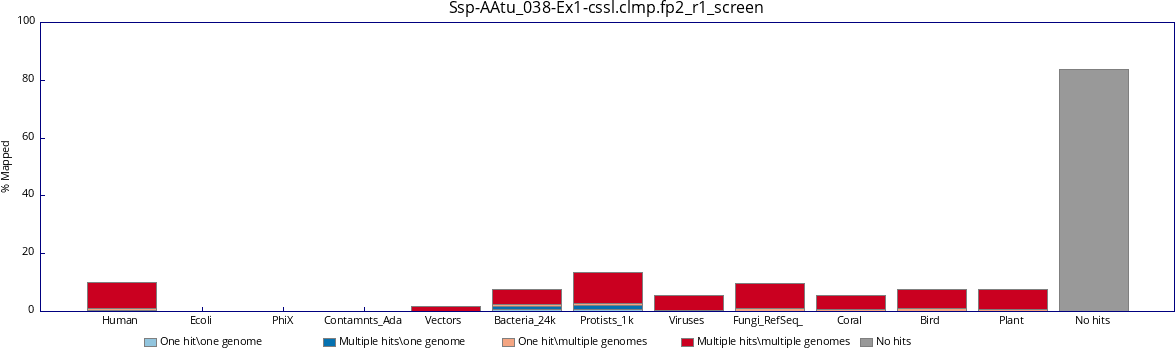 Ssp-AAtu_038-Ex1-cssl.clmp.fp2_r1_screen
100
80
60
40
20
0
% Mapped
Human Ecoli PhiX Contamnts_Ada Vectors Bacteria_24k Protists_1k Viruses Fungi_RefSeq_ Coral Bird Plant No hits
One hit\one genome Multiple hits\one genome One hit\multiple genomes Multiple hits\multiple genomes No hits